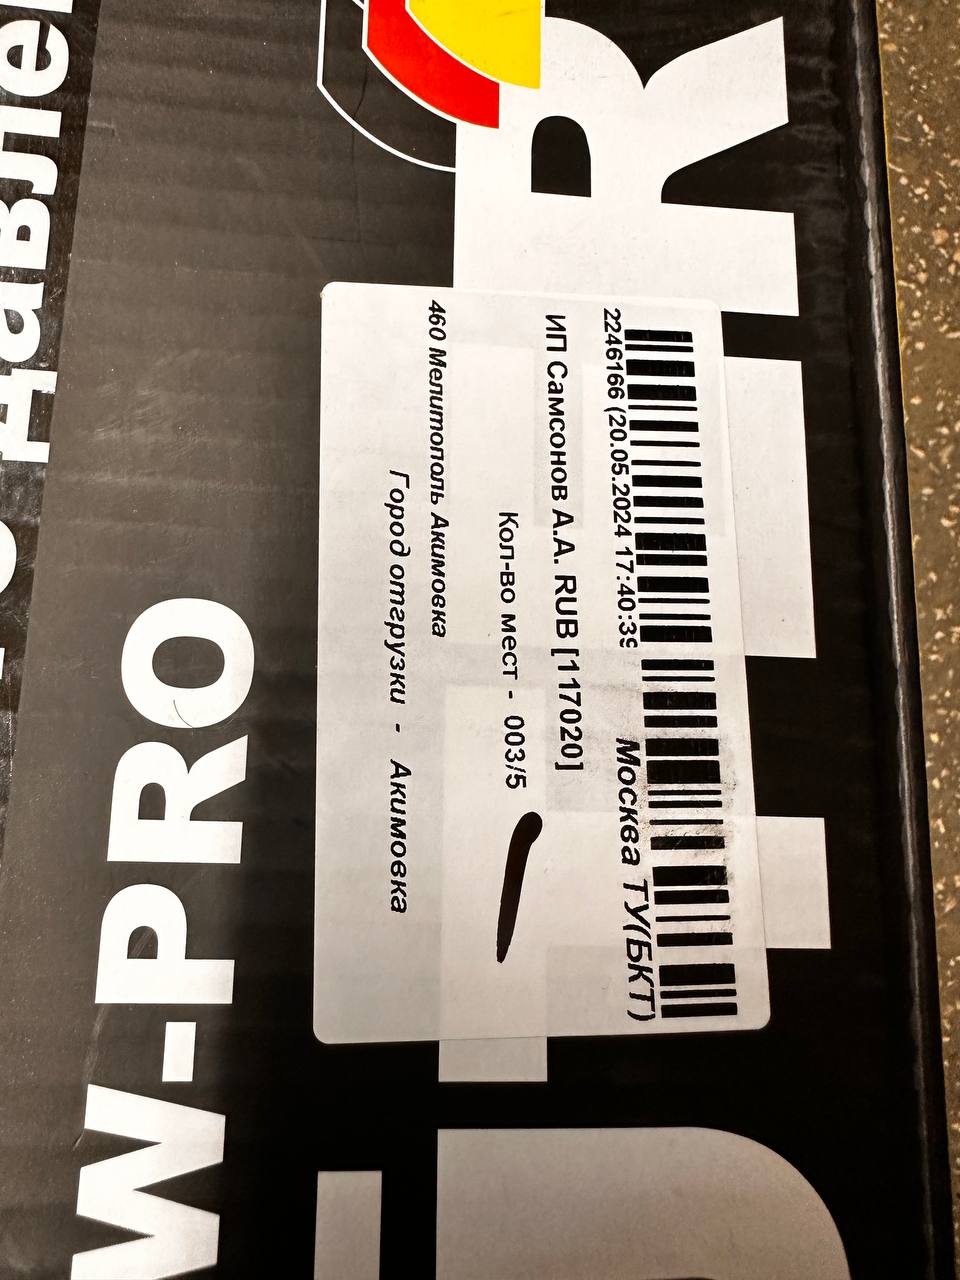 2246166 (20.05.2024 17:40:39 Москва ТУ(БКТ)
ИП Самсонов А.А. RUB [117020]
Кол-во мест - 003/5
460 Мелитополь Акимовка
Город отгрузки - Акимовка
W-PRO